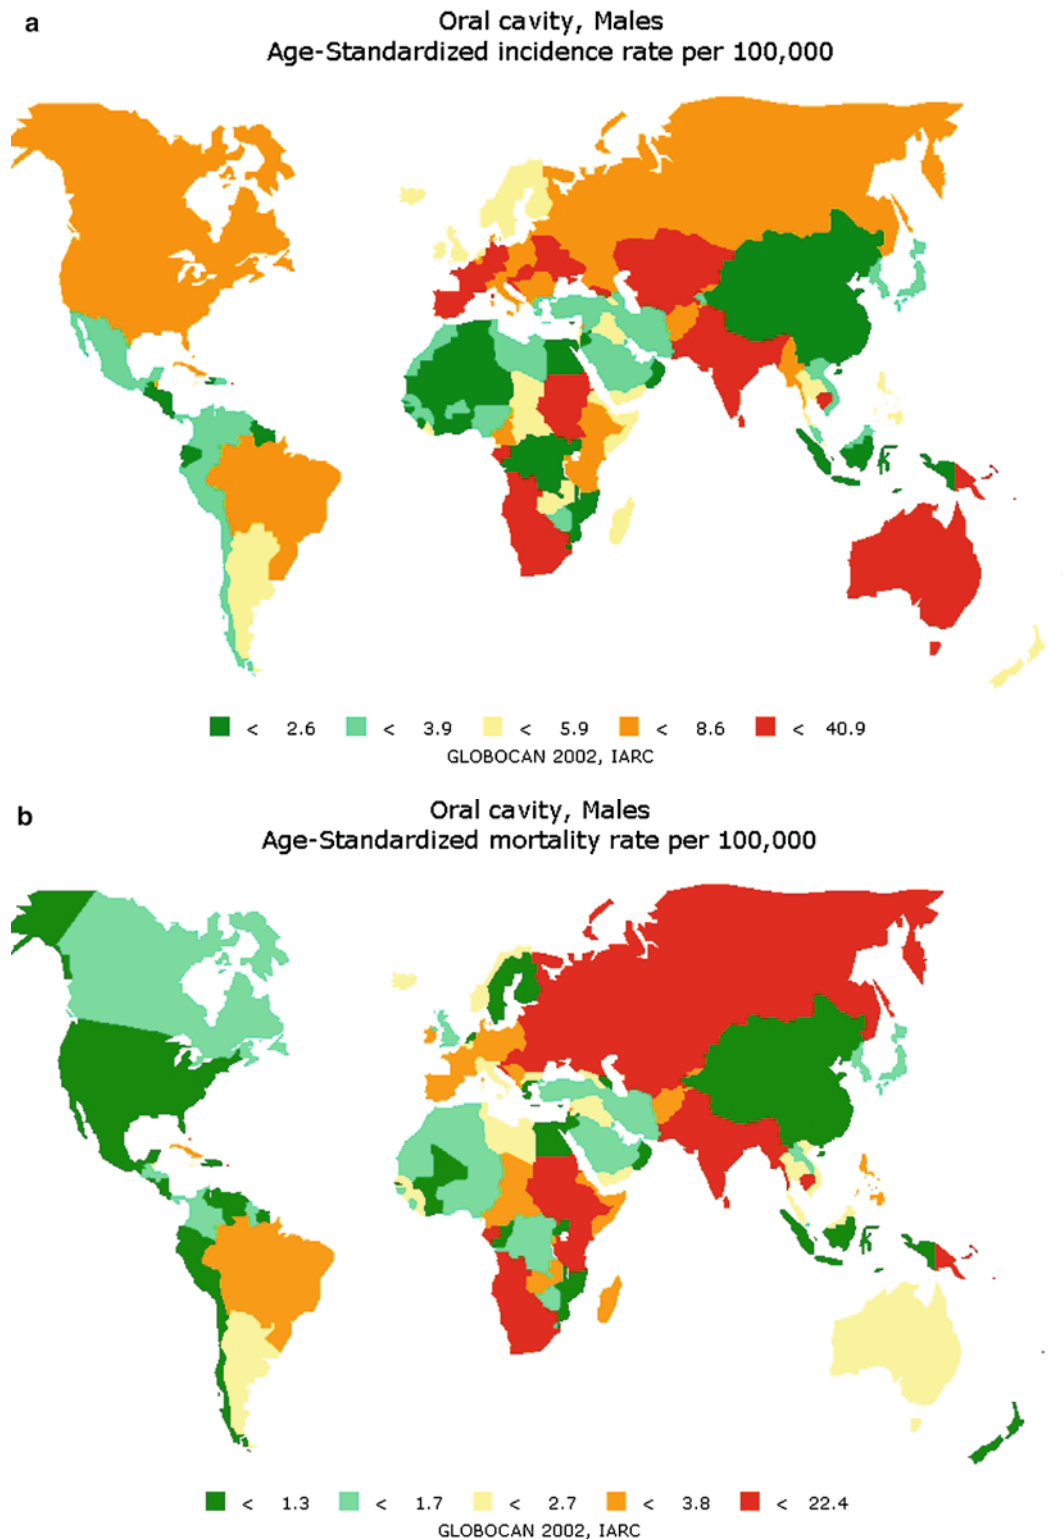 a
Oral cavity, Males
Age-Standardized incidence rate per 100,000
< 2.6 < 3.9 < 5.9 < 8.6 < 40.9
GLOBOCAN 2002, IARC
b
Oral cavity, Males
Age-Standardized mortality rate per 100,000
< 1.3 < 1.7 < 2.7 < 3.8 < 22.4
GLOBOCAN 2002, IARC